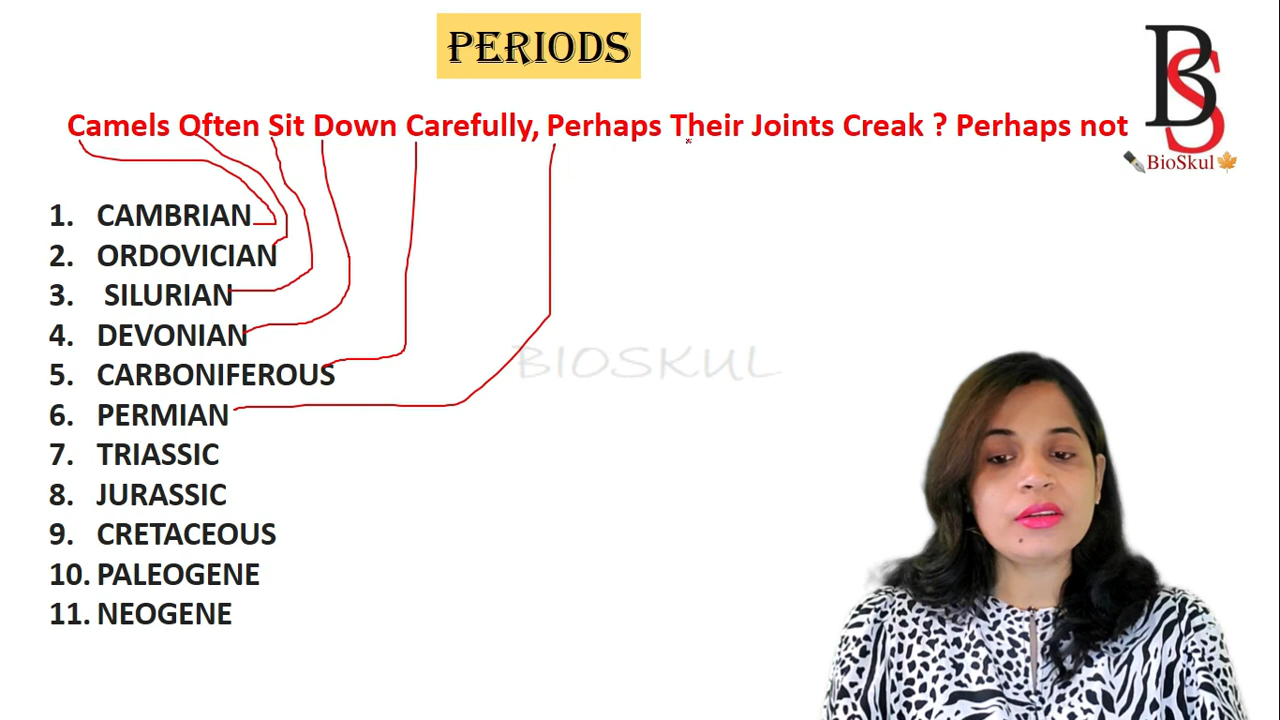 PERIODS
Camels Often Sit Down Carefully, Perhaps Their Joints Creak ? Perhaps not
BS
BioSkul
1. CAMBRIAN
2. ORDOVICIAN
3. SILURIAN
4. DEVONIAN
5. CARBONIFEROUS
BIOSKUL
6. PERMIAN
7. TRIASSIC
8. JURASSIC
9. CRETACEOUS
10. PALEOGENE
11. NEOGENE